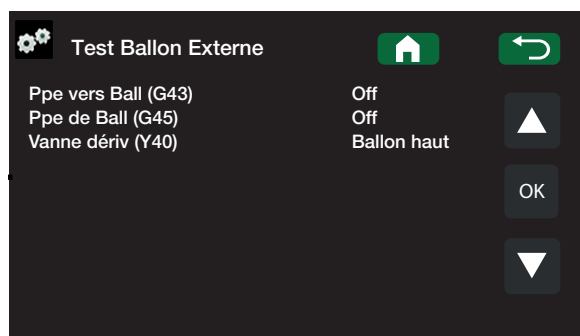 Test Ballon Externe
Ppe vers Ball (G43) Off
Ppe de Ball (G45) Off
Vanne dériv (Y40) Ballon haut
OK